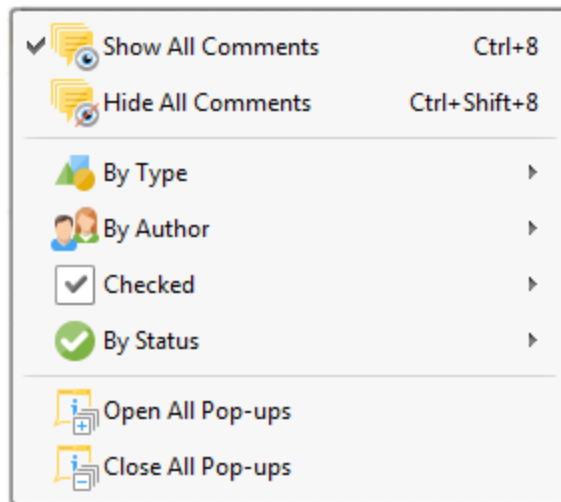 Show All Comments Ctrl+8
Hide All Comments Ctrl+Shift+8
By Type
By Author
Checked
By Status
Open All Pop-ups
Close All Pop-ups